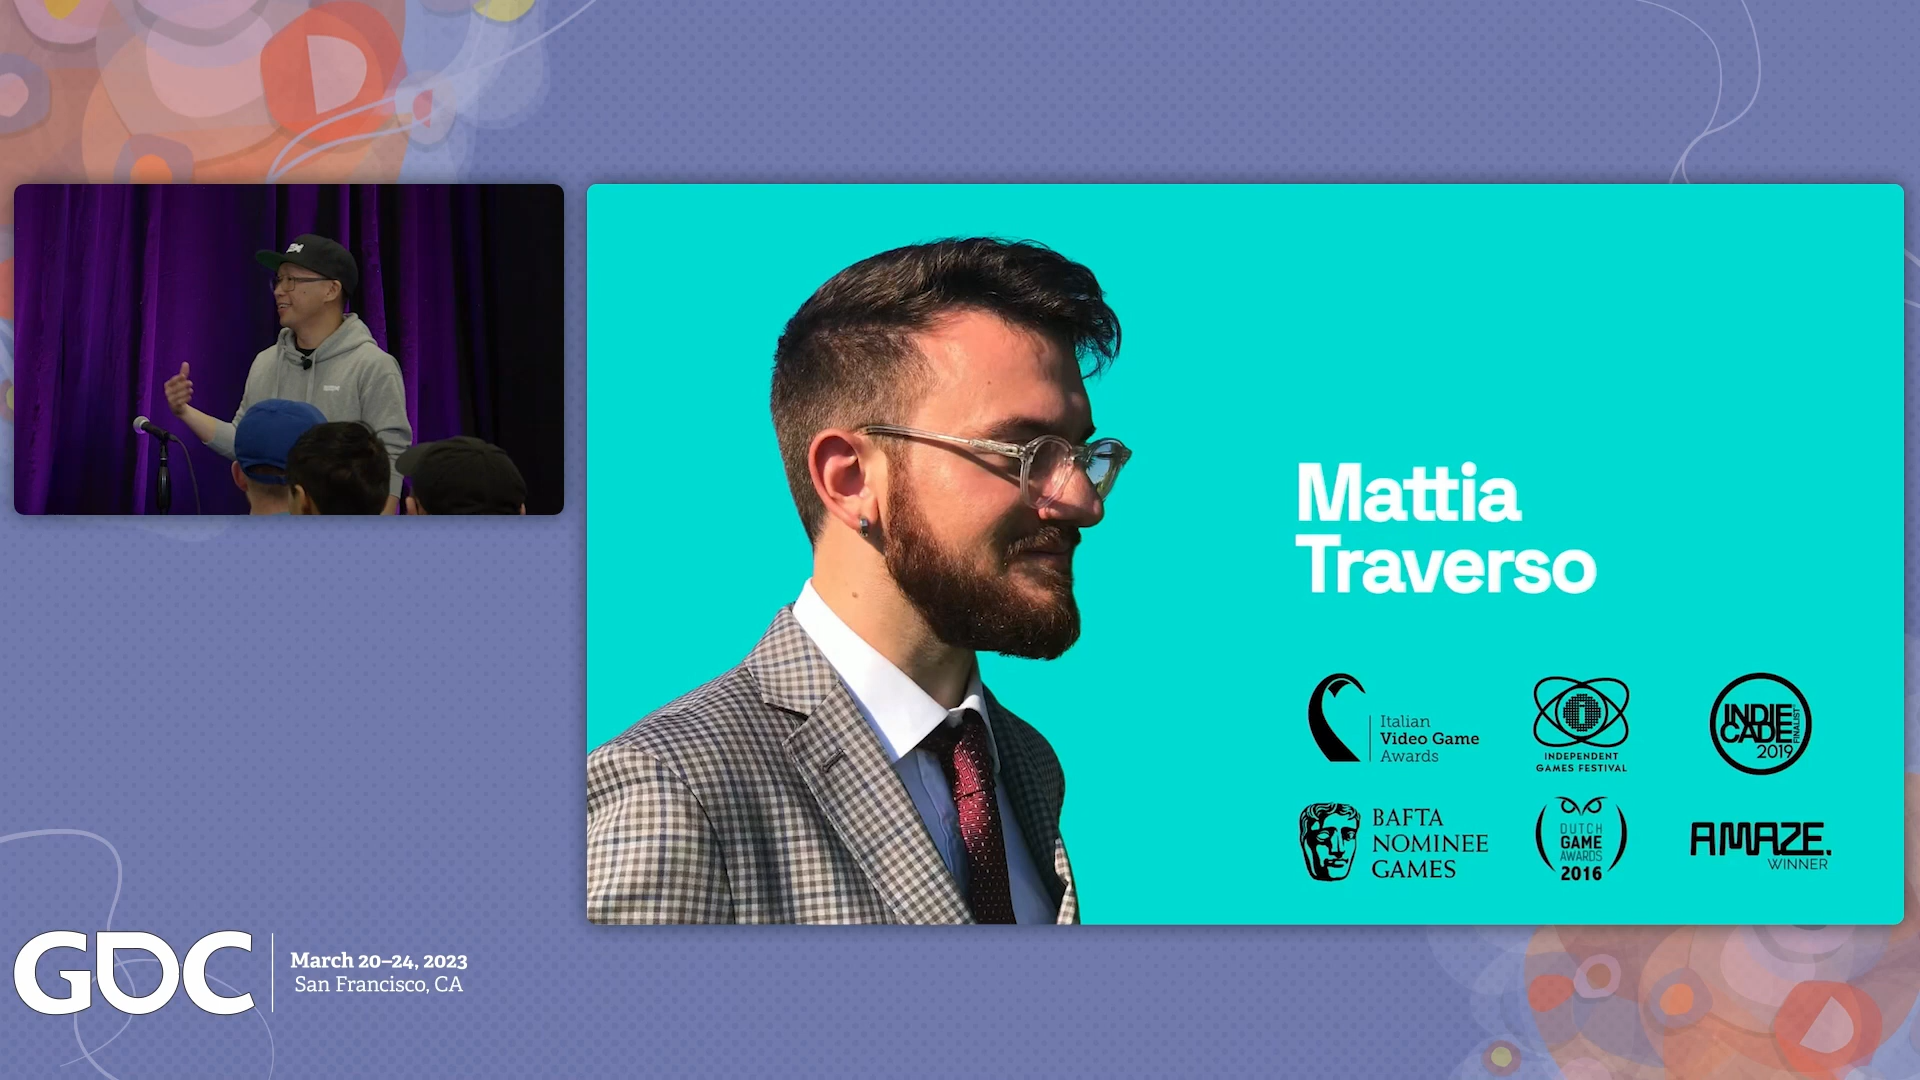 Mattia
Traverso
Italian
Video Game
Awards
INDEPENDENT
GAMES FESTIVAL
INDIE
CADE
2019
FINALIST
BAFTA
NOMINEE
GAMES
DUTCH
GAME
AWARDS
2016
AMAZE.
WINNER
GDC
March 20–24, 2023
San Francisco, CA